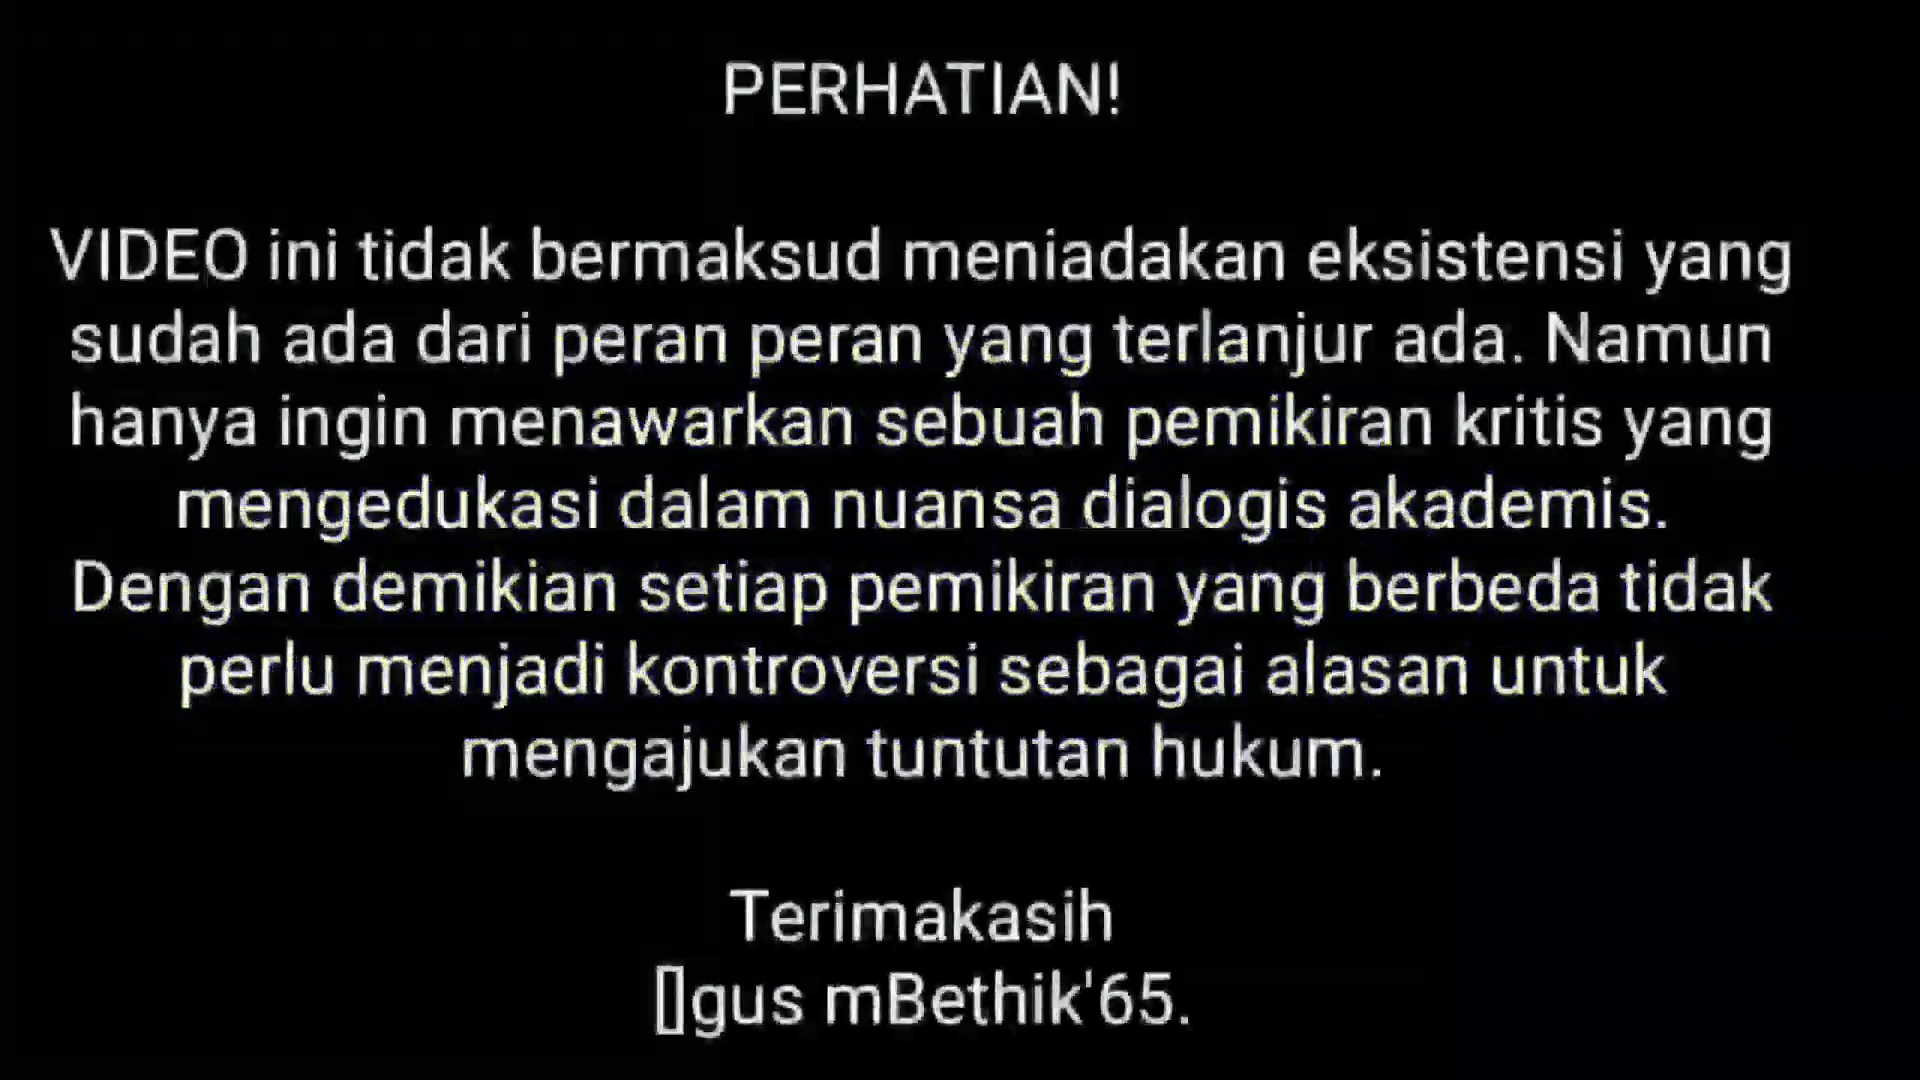 PERHATIAN!
VIDEO ini tidak bermaksud meniadakan eksistensi yang
sudah ada dari peran peran yang terlanjur ada. Namun
hanya ingin menawarkan sebuah pemikiran kritis yang
mengedukasi dalam nuansa dialogis akademis.
Dengan demikian setiap pemikiran yang berbeda tidak
perlu menjadi kontroversi sebagai alasan untuk
mengajukan tuntutan hukum.
Terimakasih
▯gus mBethik'65.